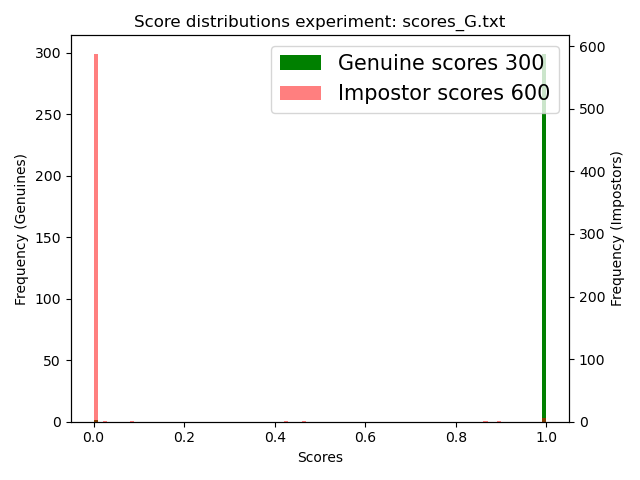 Score distributions experiment: scores_G.txt
Genuine scores 300
Impostor scores 600
Frequency (Genuines)
300
250
200
150
100
50
0
Frequency (Impostors)
600
500
400
300
200
100
0
0.0 0.2 0.4 0.6 0.8 1.0
Scores